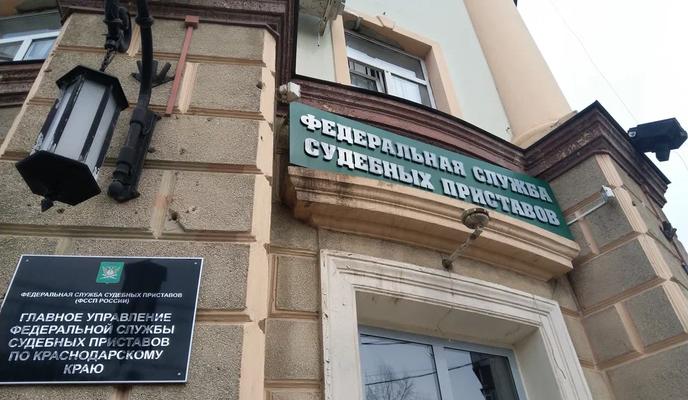 ФЕДЕРАЛЬНАЯ СЛУЖБА
СУДЕБНЫХ ПРИСТАВОВ
ФЕДЕРАЛЬНАЯ СЛУЖБА СУДЕБНЫХ ПРИСТАВОВ
(ФССП РОССИИ)
ГЛАВНОЕ УПРАВЛЕНИЕ
ФЕДЕРАЛЬНОЙ СЛУЖБЫ
СУДЕБНЫХ ПРИСТАВОВ
ПО КРАСНОДАРСКОМУ
КРАЮ